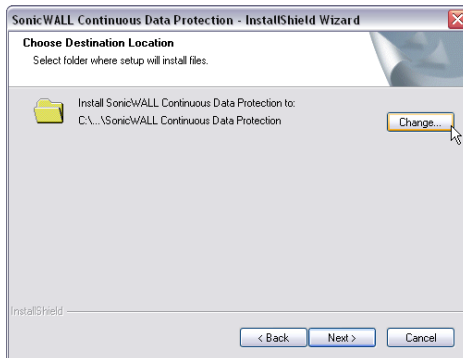 SonicWALL Continuous Data Protection - InstallShield Wizard
Choose Destination Location
Select folder where setup will install files.
Install SonicWALL Continuous Data Protection to:
C:\...\SonicWALL Continuous Data Protection
Change...
InstallShield
< Back
Next >
Cancel